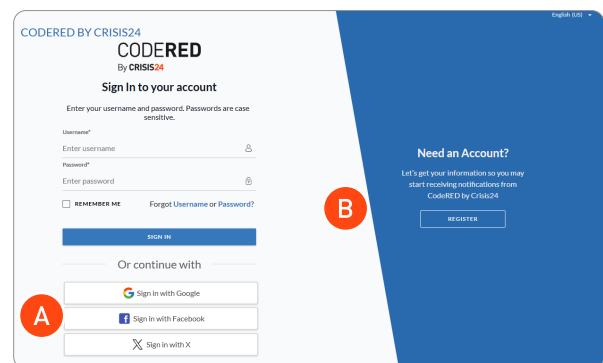 English (US)
CODERED BY CRISIS24
CODERED
By CRISIS24
Sign In to your account
Enter your username and password. Passwords are case
sensitive.
Username*
Enter username
Password*
Enter password
REMEMBER ME
Forgot Username or Password?
SIGN IN
Or continue with
Sign in with Google
Sign in with Facebook
Sign in with X
A
B
Need an Account?
Let's get your information so you may
start receiving notifications from
CodeRED by Crisis24
REGISTER